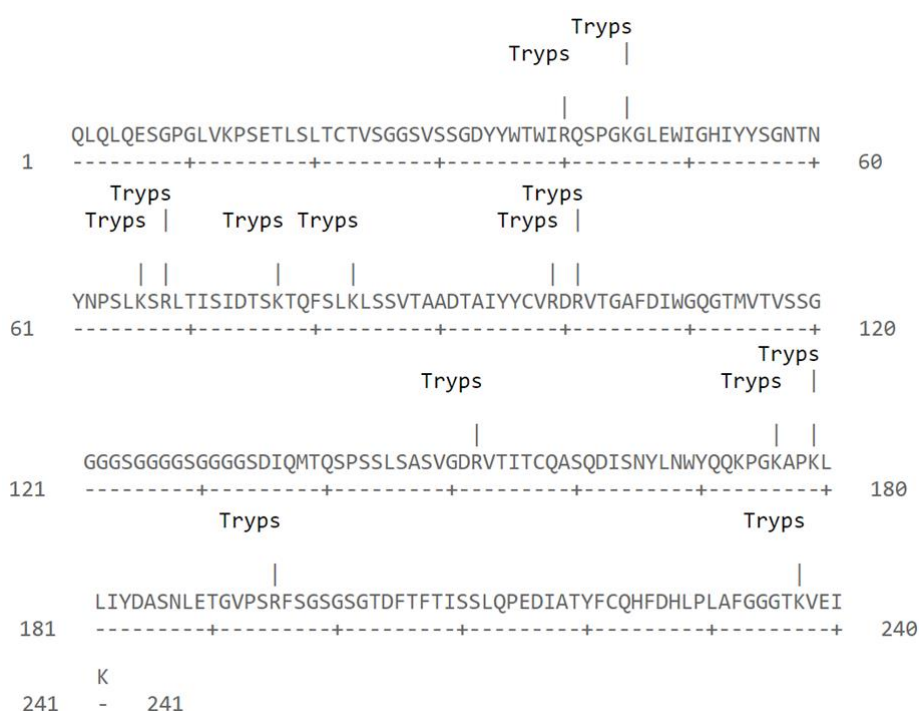 Tryps
Tryps |
| |
QLQLQESGPGLVKPSETLSLTCTVSGGSVSSGDYYWTWIRQSPGKGLEWIGHIYYSGNTN
1 ---------+---------+---------+---------+---------+---------+ 60
Tryps Tryps
Tryps | Tryps Tryps Tryps |
| | | | | |
YNPSLKSRLTISIDTSKTQFSLKLSSVTAADTAIYYCVRDRVTGAFDIWGQGTMVTVSSG
61 ---------+---------+---------+---------+---------+---------+ 120
Tryps
Tryps Tryps |
| | |
GGGSGGGGSGGGGSDIQMTQSPSSLSASVGDRVTITCQASQDISNYLNWYQQKPGKAPKL
121 ---------+---------+---------+---------+---------+---------+ 180
Tryps Tryps
| |
LIYDASNLETGVPSRFSGSGSGTDFTFTISSLQPEDIATYFCQHFDHLPLAFGGGTKVEI
181 ---------+---------+---------+---------+---------+---------+ 240
K
241 - 241